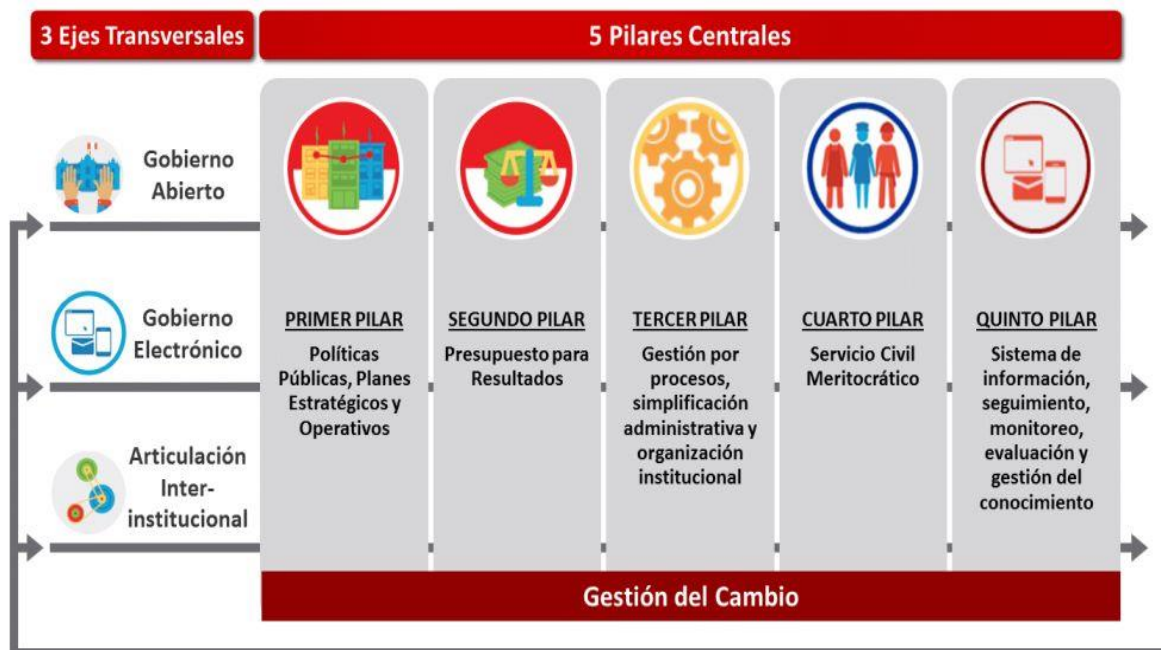 3 Ejes Transversales
5 Pilares Centrales
Gobierno
Abierto
Gobierno
Electrónico
Articulación
Inter-
institucional
PRIMER PILAR
Políticas
Públicas, Planes
Estratégicos y
Operativos
SEGUNDO PILAR
Presupuesto para
Resultados
TERCER PILAR
Gestión por
procesos,
simplificación
administrativa y
organización
institucional
CUARTO PILAR
Servicio Civil
Meritocrático
QUINTO PILAR
Sistema de
información,
seguimiento,
monitoreo,
evaluación y
gestión del
conocimiento
Gestión del Cambio